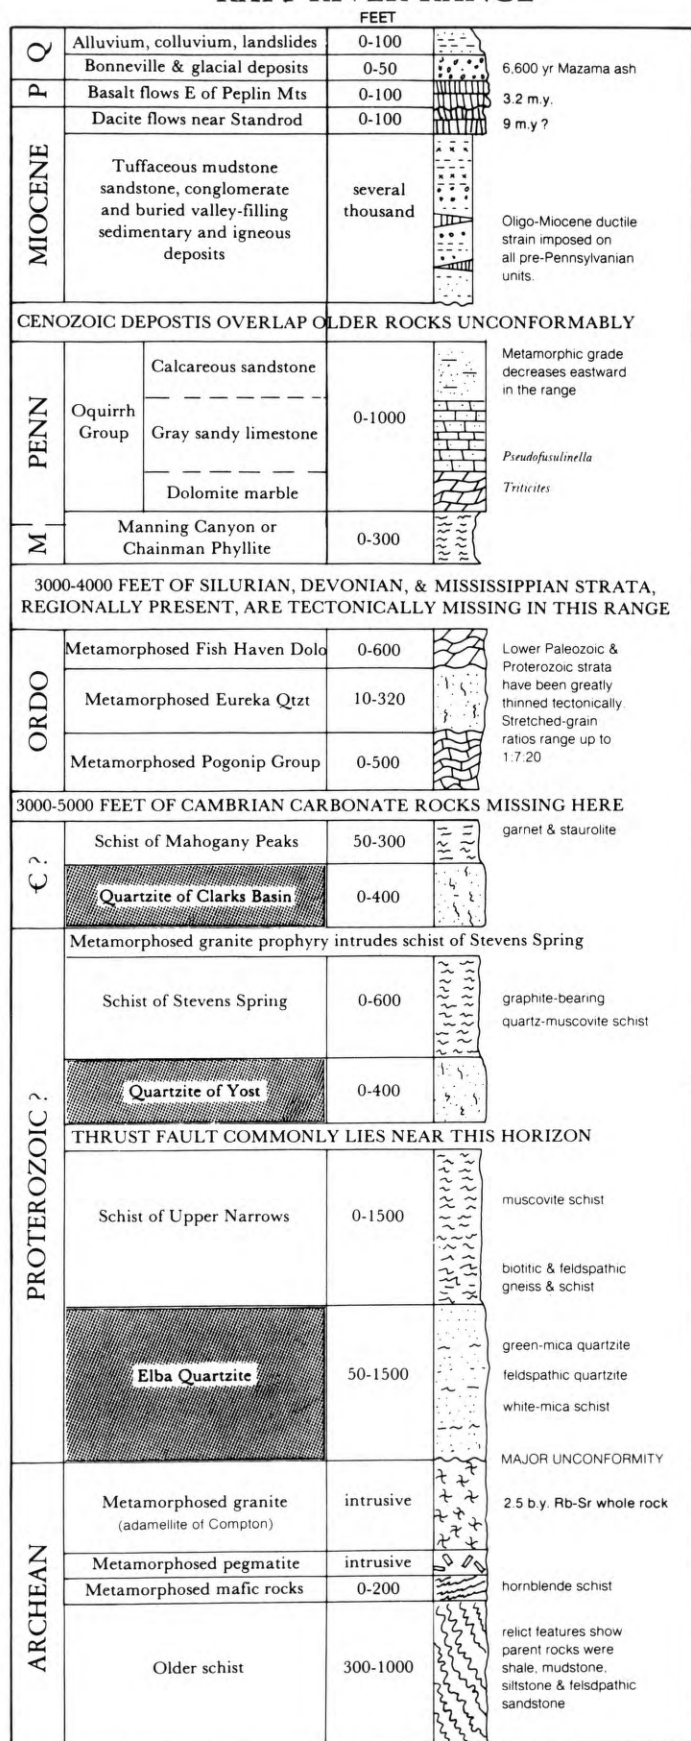 FEET
Q
Alluvium, colluvium, landslides 0-100
Bonneville & glacial deposits 0-50 6,600 yr Mazama ash
P
Basalt flows E of Peplin Mts 0-100 3.2 m.y.
MIOCENE
Dacite flows near Standrod 0-100 9 m.y ?
Tuffaceous mudstone
sandstone, conglomerate
and buried valley-filling
sedimentary and igneous
deposits
several
thousand
Oligo-Miocene ductile
strain imposed on
all pre-Pennsylvanian
units.
CENOZOIC DEPOSTIS OVERLAP OLDER ROCKS UNCONFORMABLY
PENN
Oquirrh
Group
Calcareous sandstone
Gray sandy limestone
Dolomite marble
0-1000
Metamorphic grade
decreases eastward
in the range
Pseudofusulinella
Triticites
M
Manning Canyon or
Chainman Phyllite
0-300
3000-4000 FEET OF SILURIAN, DEVONIAN, & MISSISSIPPIAN STRATA,
REGIONALLY PRESENT, ARE TECTONICALLY MISSING IN THIS RANGE
ORDO
Metamorphosed Fish Haven Dolo 0-600
Metamorphosed Eureka Qtzt 10-320
Metamorphosed Pogonip Group 0-500
Lower Paleozoic &
Proterozoic strata
have been greatly
thinned tectonically.
Stretched-grain
ratios range up to
1:7:20
3000-5000 FEET OF CAMBRIAN CARBONATE ROCKS MISSING HERE
Є ?
Schist of Mahogany Peaks 50-300 garnet & staurolite
Quartzite of Clarks Basin 0-400
PROTEROZOIC ?
Metamorphosed granite prophyry intrudes schist of Stevens Spring
Schist of Stevens Spring 0-600
graphite-bearing
quartz-muscovite schist
Quartzite of Yost 0-400
THRUST FAULT COMMONLY LIES NEAR THIS HORIZON
Schist of Upper Narrows 0-1500
muscovite schist
biotitic & feldspathic
gneiss & schist
Elba Quartzite 50-1500
green-mica quartzite
feldspathic quartzite
white-mica schist
MAJOR UNCONFORMITY
ARCHEAN
Metamorphosed granite
(adamellite of Compton)
intrusive
2.5 b.y. Rb-Sr whole rock
Metamorphosed pegmatite intrusive
Metamorphosed mafic rocks 0-200 hornblende schist
Older schist 300-1000
relict features show
parent rocks were
shale, mudstone,
siltstone & felsdpathic
sandstone